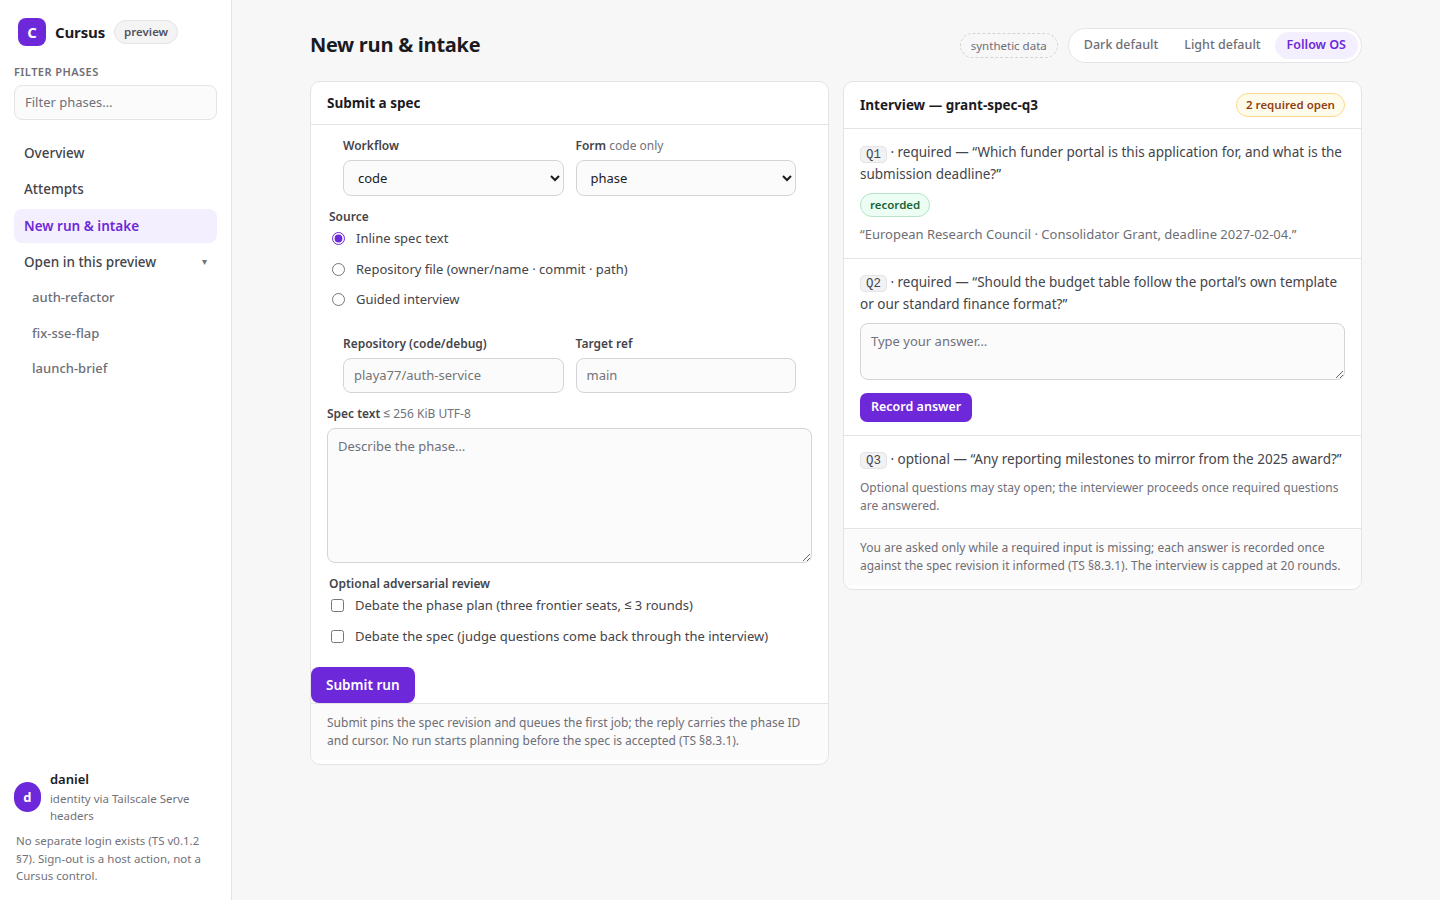 C Cursus preview
FILTER PHASES
Filter phases...
Overview
Attempts
New run & intake
Open in this preview ▾
auth-refactor
fix-sse-flap
launch-brief
d
daniel
identity via Tailscale Serve
headers
No separate login exists (TS v0.1.2
§7). Sign-out is a host action, not a
Cursus control.
New run & intake
synthetic data
Dark default
Light default
Follow OS
Submit a spec
Workflow
code
Form code only
phase
Source
Inline spec text
Repository file (owner/name · commit · path)
Guided interview
Repository (code/debug)
playa77/auth-service
Target ref
main
Spec text ≤ 256 KiB UTF-8
Describe the phase...
Optional adversarial review
Debate the phase plan (three frontier seats, ≤ 3 rounds)
Debate the spec (judge questions come back through the interview)
Submit run
Submit pins the spec revision and queues the first job; the reply carries the phase ID
and cursor. No run starts planning before the spec is accepted (TS §8.3.1).
Interview — grant-spec-q3
2 required open
Q1 · required — “Which funder portal is this application for, and what is the
submission deadline?”
recorded
“European Research Council · Consolidator Grant, deadline 2027-02-04.”
Q2 · required — “Should the budget table follow the portal’s own template
or our standard finance format?”
Type your answer...
Record answer
Q3 · optional — “Any reporting milestones to mirror from the 2025 award?”
Optional questions may stay open; the interviewer proceeds once required questions
are answered.
You are asked only while a required input is missing; each answer is recorded once
against the spec revision it informed (TS §8.3.1). The interview is capped at 20 rounds.